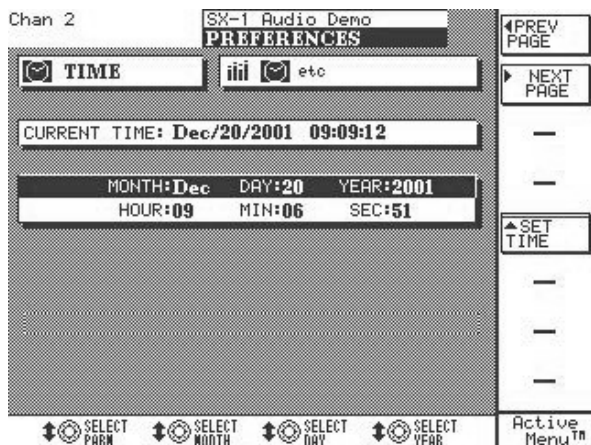 Chan 2
SX-1 Audio Demo
PREFERENCES
TIME
etc
CURRENT TIME: Dec/20/2001 09:09:12
MONTH:Dec DAY:20 YEAR:2001
HOUR:09 MIN:06 SEC:51
PREV PAGE
NEXT PAGE
SET TIME
SELECT PARM
SELECT MONTH
SELECT DAY
SELECT YEAR
Active Menu™